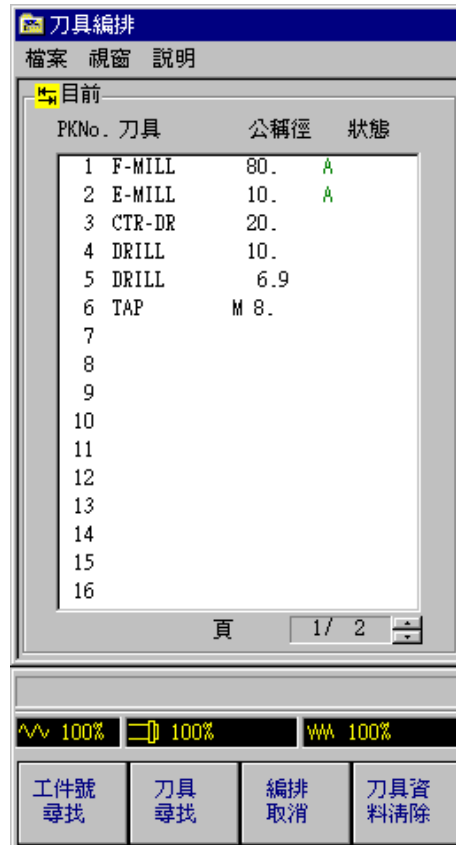 刀具編排
檔案 視窗 說明
目前
PKNo. 刀具 公稱徑 狀態
1 F-MILL 80. A
2 E-MILL 10. A
3 CTR-DR 20.
4 DRILL 10.
5 DRILL 6.9
6 TAP M 8.
7
8
9
10
11
12
13
14
15
16
頁 1/ 2
100% 100% 100%
工件號 刀具 編排 刀具資
尋找 尋找 取消 料清除